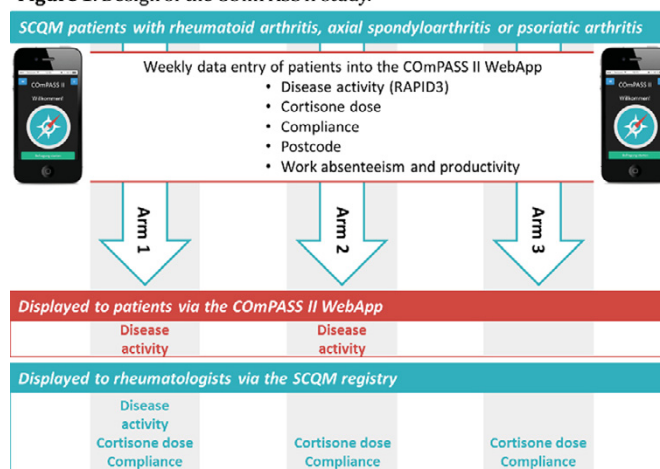 SCQM patients with rheumatoid arthritis, axial spondyloarthritis or psoriatic arthritis
Weekly data entry of patients into the COmPASS II WebApp
• Disease activity (RAPID3)
• Cortisone dose
• Compliance
• Postcode
• Work absenteeism and productivity
COmPASS II
Willkommen!
COmPASS II
Willkommen!
Arm 1
Arm 2
Arm 3
Displayed to patients via the COmPASS II WebApp
Disease
activity
Disease
activity
Displayed to rheumatologists via the SCQM registry
Disease
activity
Cortisone dose
Compliance
Cortisone dose
Compliance
Cortisone dose
Compliance